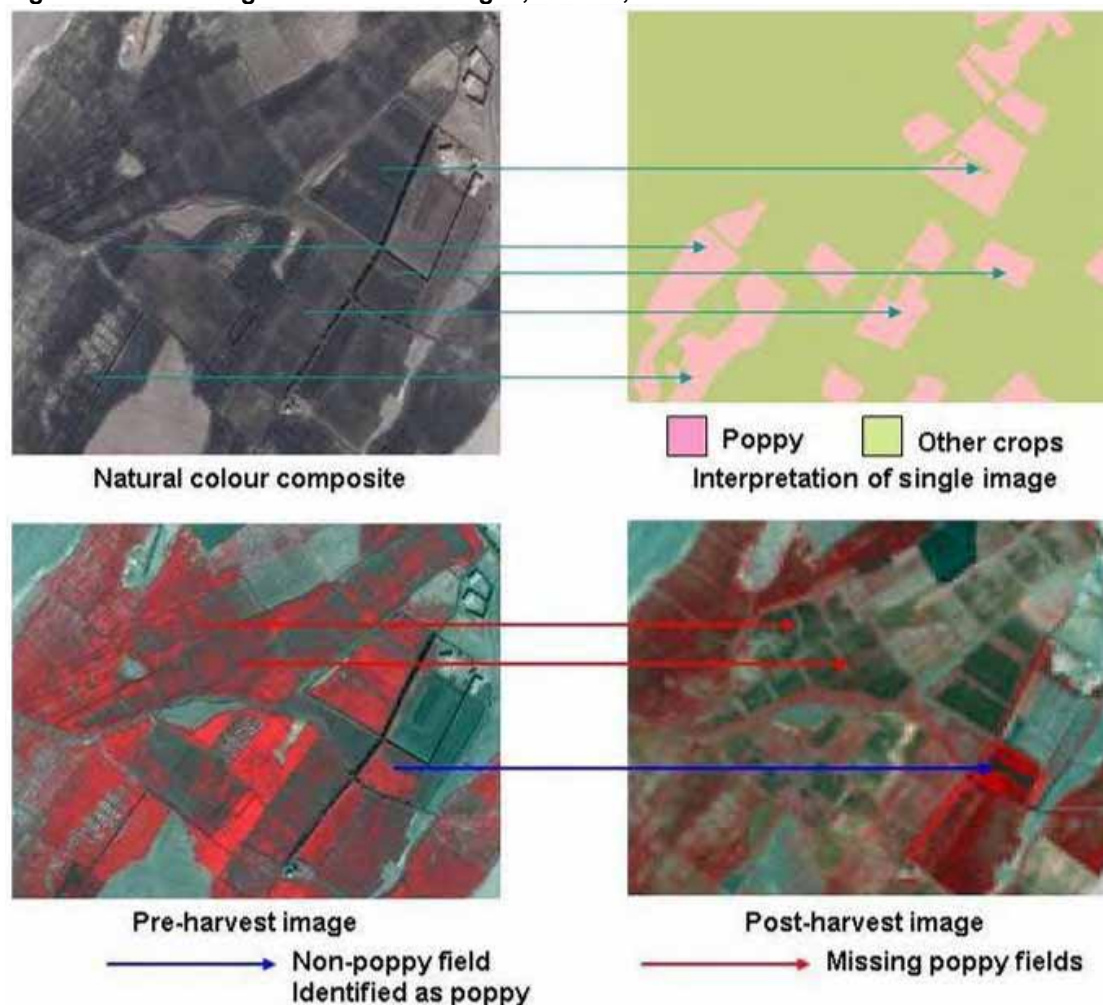 Natural colour composite
Poppy
Other crops
Interpretation of single image
Pre-harvest image
Post-harvest image
Non-poppy field
Identified as poppy
Missing poppy fields